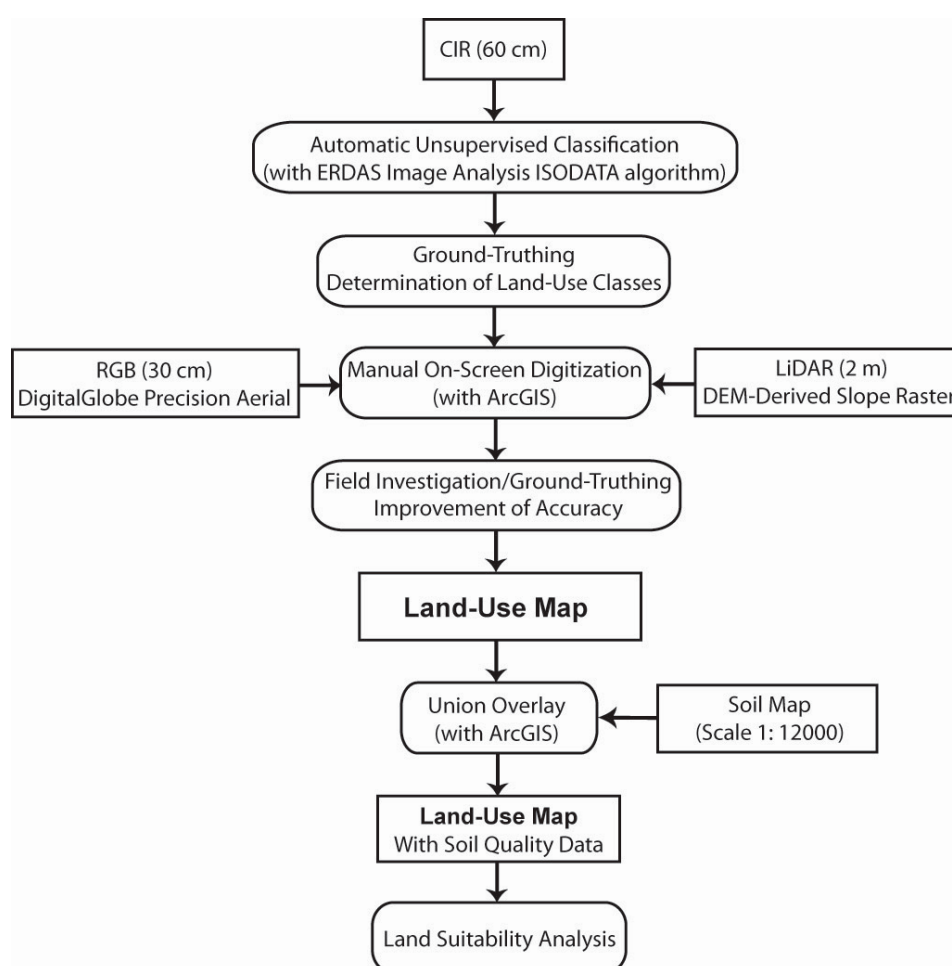 CIR (60 cm)
Automatic Unsupervised Classification
(with ERDAS Image Analysis ISODATA algorithm)
Ground-Truthing
Determination of Land-Use Classes
RGB (30 cm)
DigitalGlobe Precision Aerial
Manual On-Screen Digitization
(with ArcGIS)
LiDAR (2 m)
DEM-Derived Slope Raster
Field Investigation/Ground-Truthing
Improvement of Accuracy
Land-Use Map
Union Overlay
(with ArcGIS)
Soil Map
(Scale 1: 12000)
Land-Use Map
With Soil Quality Data
Land Suitability Analysis